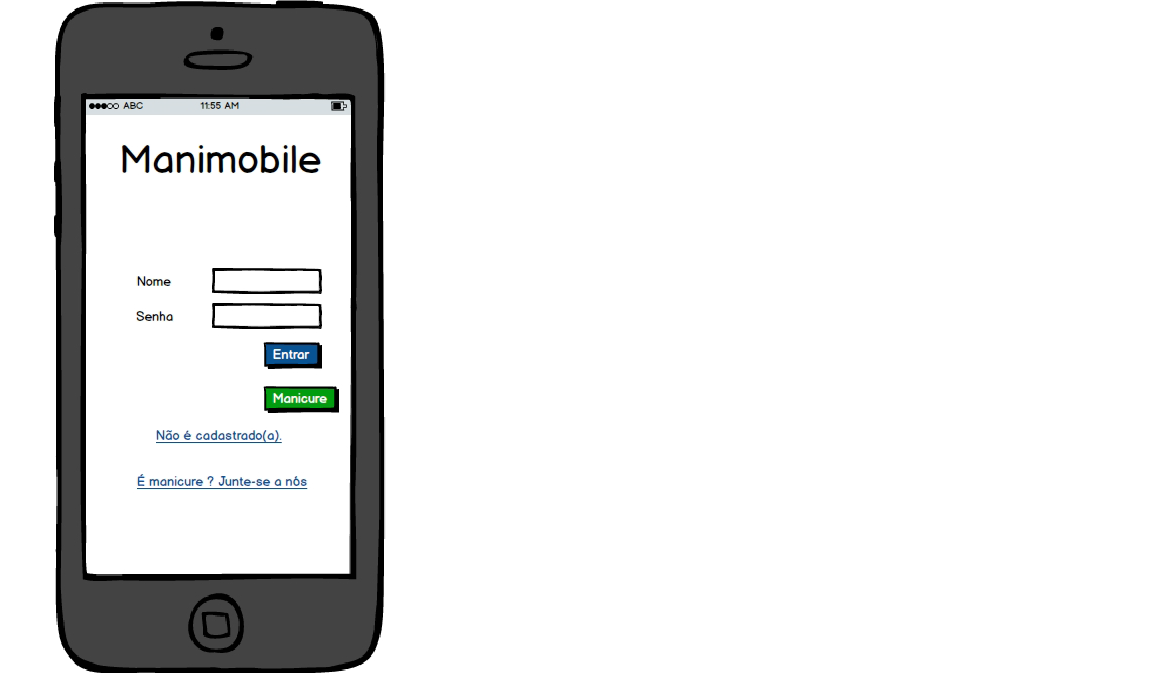 ABC 11:55 AM
Manimobile
Nome
Senha
Entrar
Manicure
Não é cadastrado(a).
É manicure ? Junte-se a nós